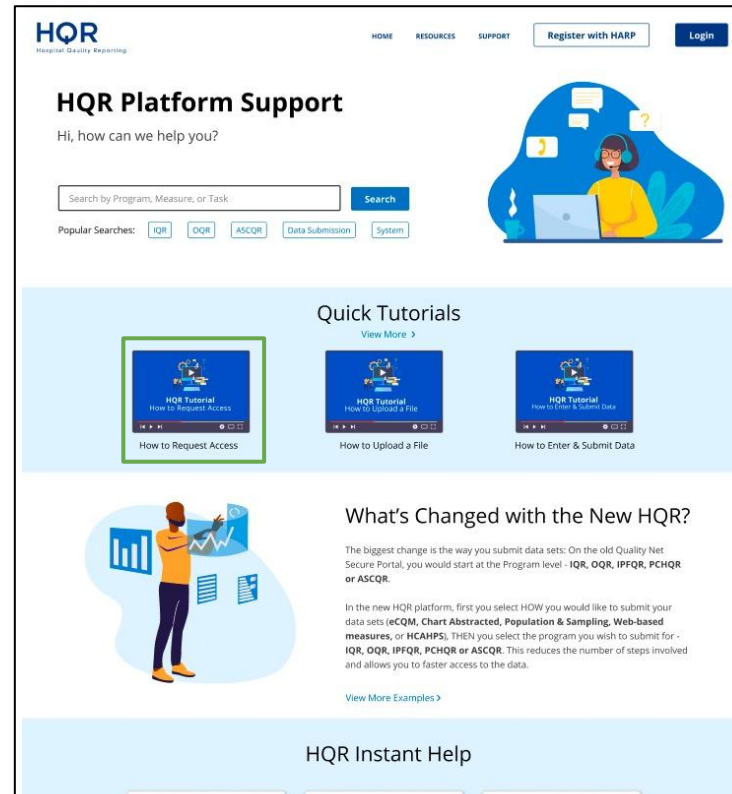 HQR
Hospital Qaulity Reporting
HOME RESOURCES SUPPORT Register with HARP Login
HQR Platform Support
Hi, how can we help you?
Search by Program, Measure, or Task Search
Popular Searches: IQR OQR ASCQR Data Submission System
?
Quick Tutorials
View More >
HQR Tutorial
How to Request Access
HQR Tutorial
How to Upload a File
HQR Tutorial
How to Enter & Submit Data
How to Request Access
How to Upload a File
How to Enter & Submit Data
What's Changed with the New HQR?
The biggest change is the way you submit data sets: On the old Quality Net
Secure Portal, you would start at the Program level - IQR, OQR, IPFQR, PCHQR
or ASCQR.
In the new HQR platform, first you select HOW you would like to submit your
data sets (eCQM, Chart Abstracted, Population & Sampling, Web-based
measures, or HCAHPS), THEN you select the program you wish to submit for -
IQR, OQR, IPFQR, PCHQR or ASCQR. This reduces the number of steps involved
and allows you to faster access to the data.
View More Examples >
HQR Instant Help